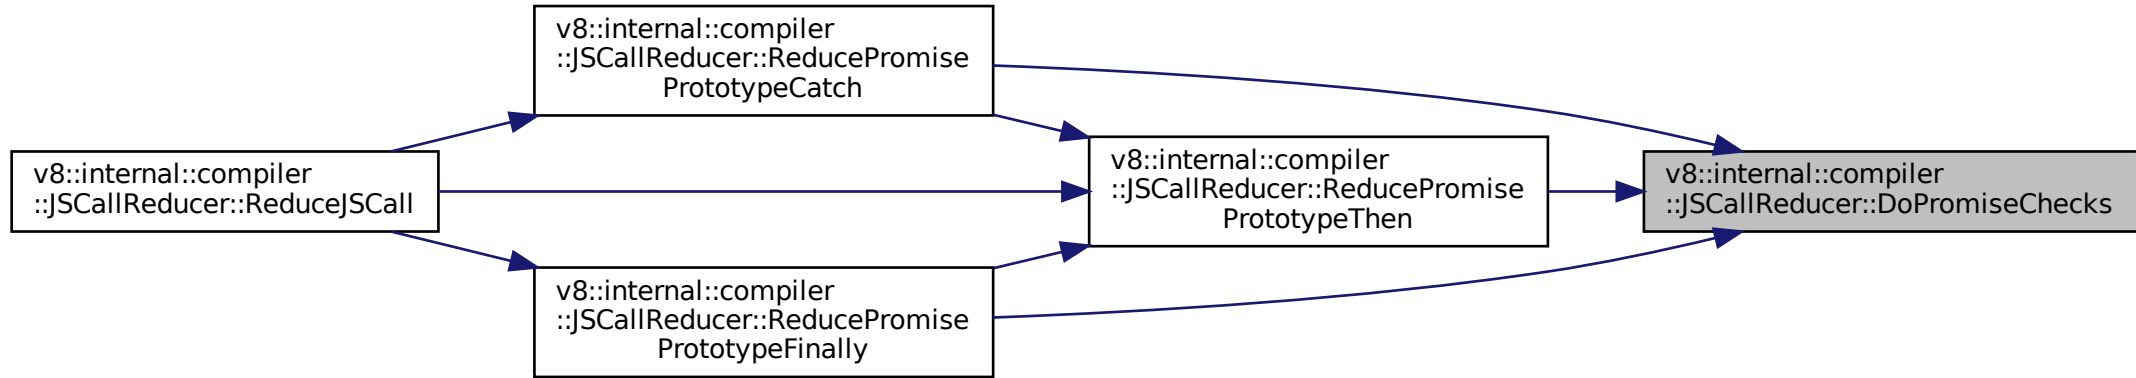 v8::internal::compiler
::JSCallReducer::ReducePromise
PrototypeCatch
v8::internal::compiler
::JSCallReducer::ReduceJSCall
v8::internal::compiler
::JSCallReducer::ReducePromise
PrototypeThen
v8::internal::compiler
::JSCallReducer::DoPromiseChecks
v8::internal::compiler
::JSCallReducer::ReducePromise
PrototypeFinally